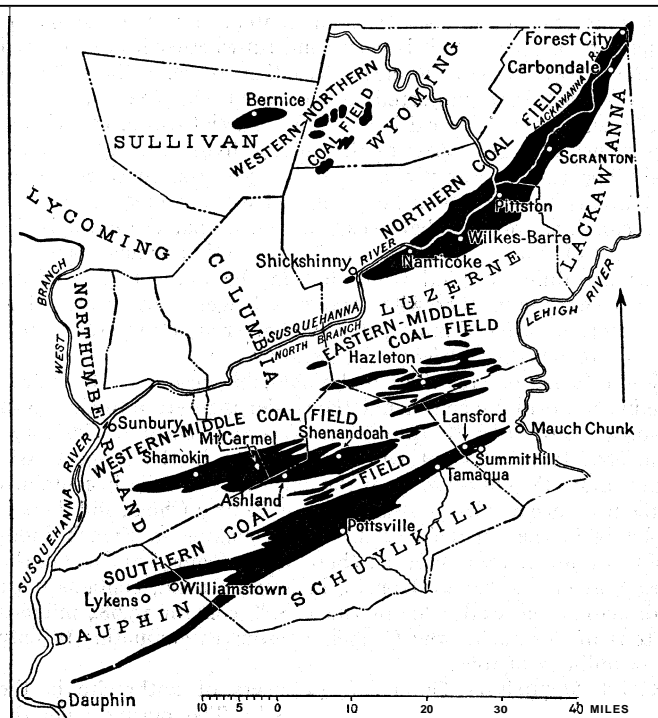 Forest City
Carbondale
LACKAWANNA R.
FIELD
COAL
NORTHERN
SCRANTON
Pittston
LACKAWANNA
WYOMING
Bernice
SULLIVAN
WESTERN-NORTHERN
COAL FIELD
LYCOMING
COLUMBIA
Wilkes-Barre
Nanticoke
Shickshinny
RIVER
SUSQUEHANNA
NORTH BRANCH
LUZERNE
LEHIGH RIVER
WEST BRANCH
NORTHUMBERLAND
EASTERN-MIDDLE
COAL FIELD
Hazleton
Sunbury
WESTERN-MIDDLE COAL FIELD
Mt.Carmel
Shenandoah
Shamokin
Ashland
Lansford
Mauch Chunk
Summit Hill
Tamaqua
SUSQUEHANNA RIVER
SOUTHERN COAL FIELD
Pottsville
SCHUYLKILL
Williamstown
Lykens
DAUPHIN
Dauphin
10 5 0 10 20 30 40 MILES